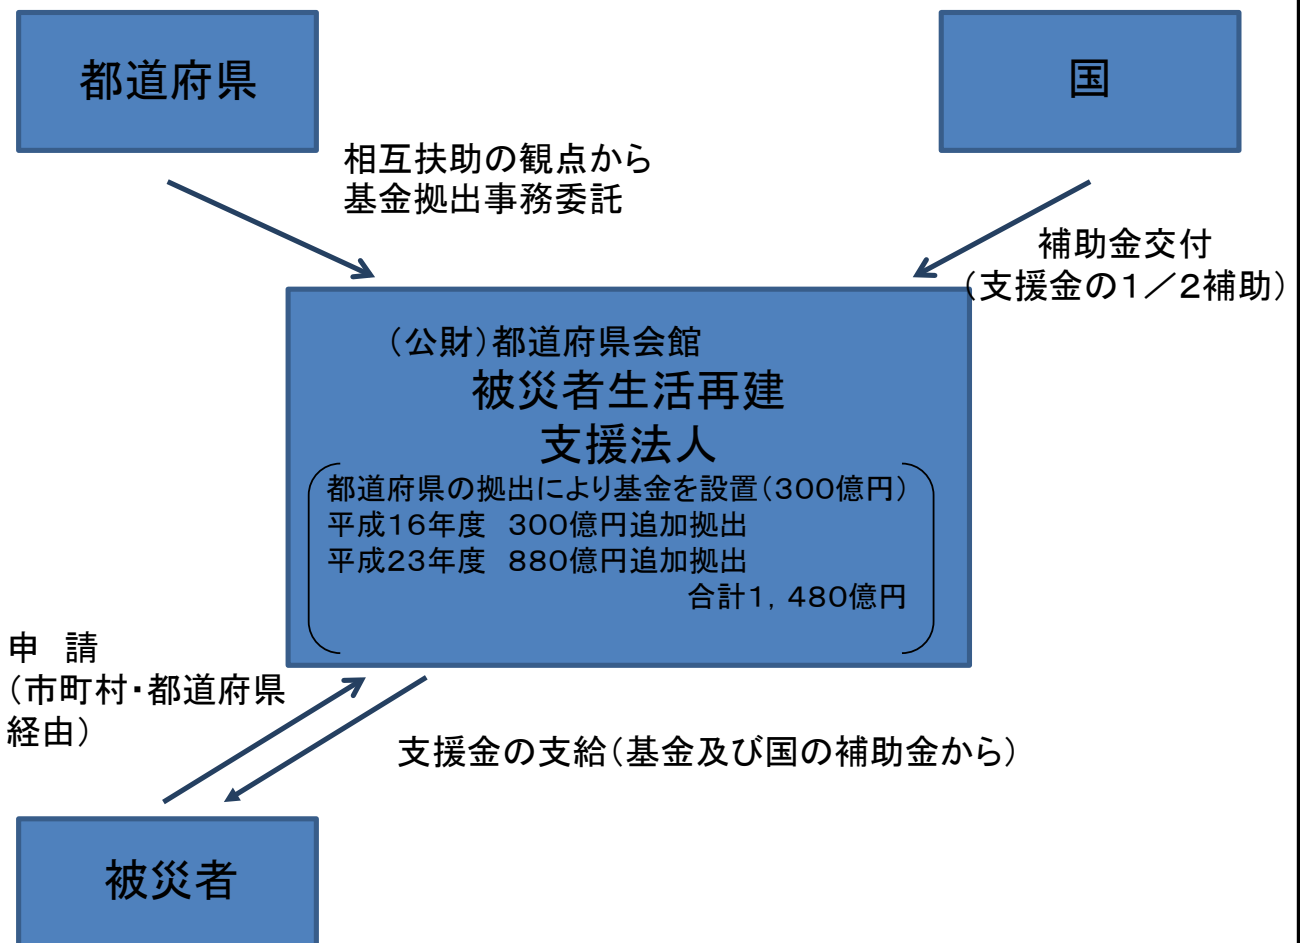 都道府県
国
相互扶助の観点から
基金拠出事務委託
補助金交付
(支援金の1/2補助)
(公財)都道府県会館
被災者生活再建
支援法人
都道府県の拠出により基金を設置(300億円)
平成16年度 300億円追加拠出
平成23年度 880億円追加拠出
合計1,480億円
申 請
(市町村・都道府県
経由)
支援金の支給(基金及び国の補助金から)
被災者